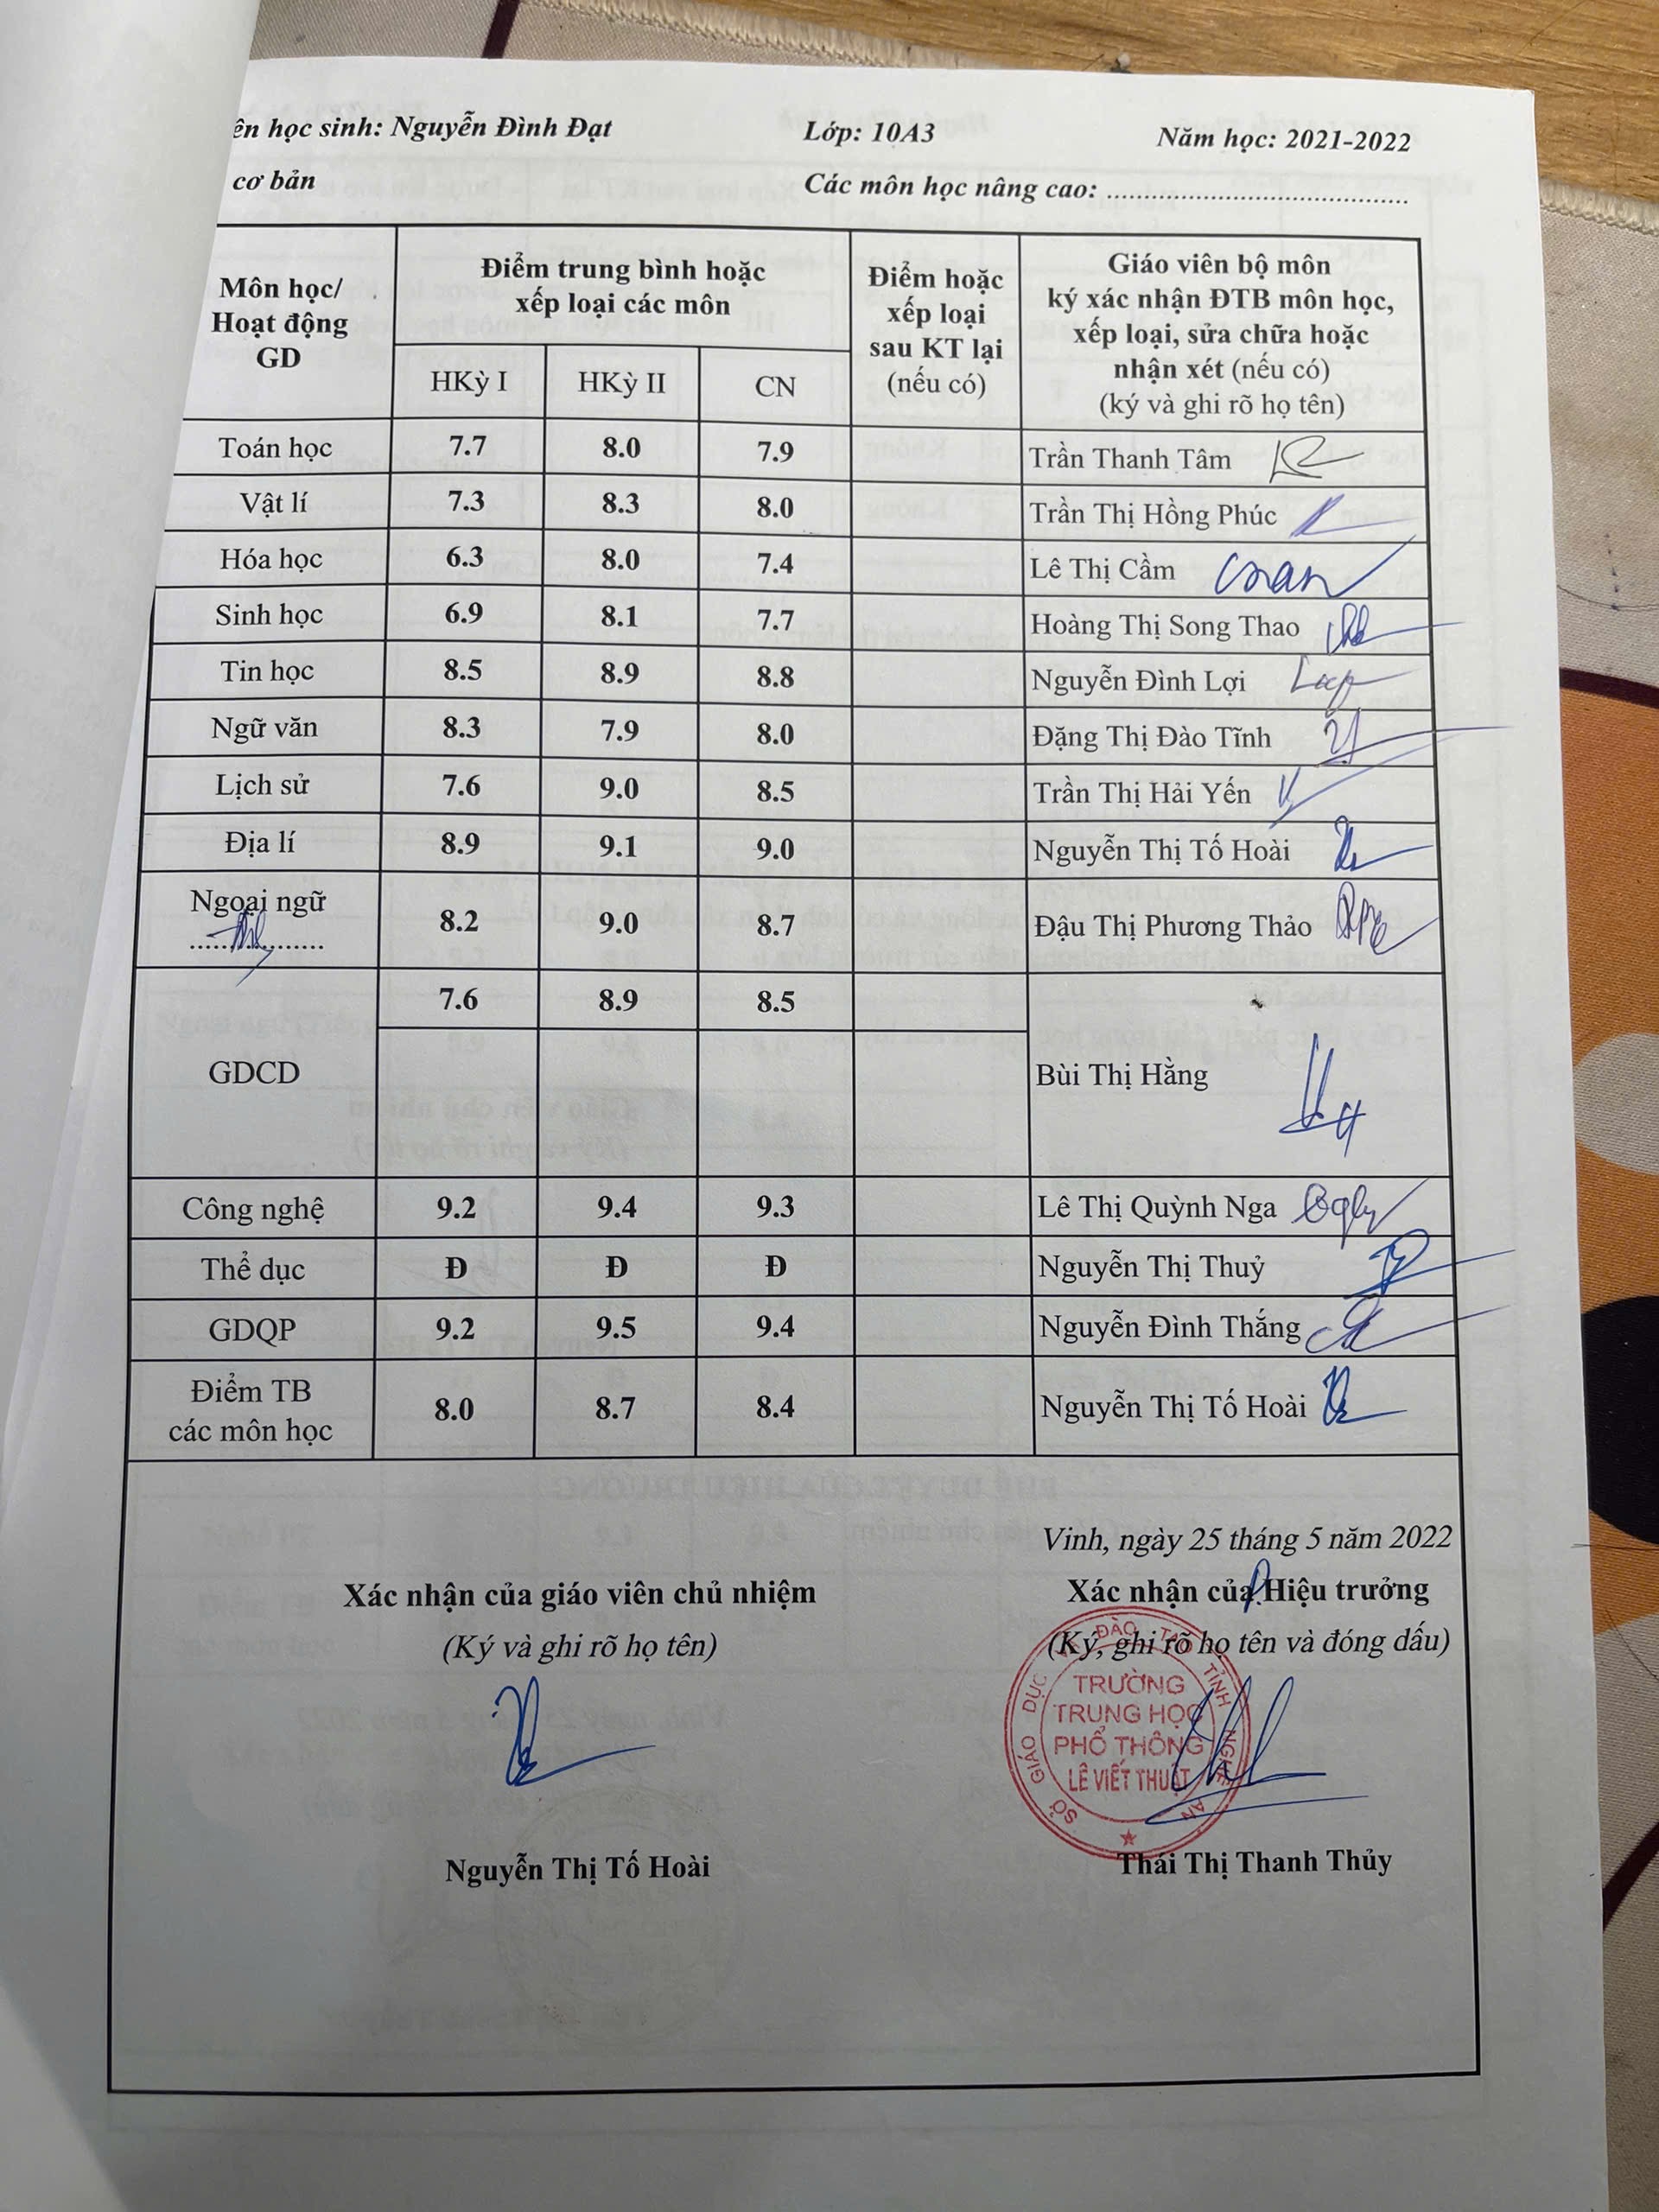 ên học sinh: Nguyễn Đình Đạt Lớp: 10A3 Năm học: 2021-2022
cơ bản Các môn học nâng cao: ........................................
Môn học/ Hoạt động GD Điểm trung bình hoặc xếp loại các môn Điểm hoặc xếp loại sau KT lại (nếu có) Giáo viên bộ môn ký xác nhận ĐTB môn học, xếp loại, sửa chữa hoặc nhận xét (nếu có) (ký và ghi rõ họ tên)
HKỳ I HKỳ II CN
Toán học 7.7 8.0 7.9 Trần Thanh Tâm
Vật lí 7.3 8.3 8.0 Trần Thị Hồng Phúc
Hóa học 6.3 8.0 7.4 Lê Thị Cầm
Sinh học 6.9 8.1 7.7 Hoàng Thị Song Thao
Tin học 8.5 8.9 8.8 Nguyễn Đình Lợi
Ngữ văn 8.3 7.9 8.0 Đặng Thị Đào Tĩnh
Lịch sử 7.6 9.0 8.5 Trần Thị Hải Yến
Địa lí 8.9 9.1 9.0 Nguyễn Thị Tố Hoài
Ngoại ngữ .................. 8.2 9.0 8.7 Đậu Thị Phương Thảo
GDCD 7.6 8.9 8.5 Bùi Thị Hằng
Công nghệ 9.2 9.4 9.3 Lê Thị Quỳnh Nga
Thể dục Đ Đ Đ Nguyễn Thị Thuỷ
GDQP 9.2 9.5 9.4 Nguyễn Đình Thắng
Điểm TB các môn học 8.0 8.7 8.4 Nguyễn Thị Tố Hoài
Vinh, ngày 25 tháng 5 năm 2022
Xác nhận của giáo viên chủ nhiệm Xác nhận của Hiệu trưởng
(Ký và ghi rõ họ tên) (Ký, ghi rõ họ tên và đóng dấu)
SỞ GIÁO DỤC ĐÀO TẠO TỈNH NGHỆ AN
TRƯỜNG
TRUNG HỌC
PHỔ THÔNG
LÊ VIẾT THUẬT
Nguyễn Thị Tố Hoài Thái Thị Thanh Thủy